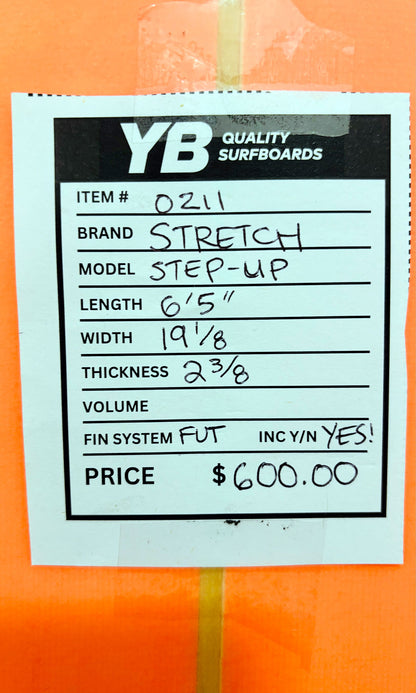 YB QUALITY
SURFBOARDS
ITEM # 0211
BRAND STRETCH
MODEL STEP-UP
LENGTH 6'5"
WIDTH 19 1/8
THICKNESS 2 3/8
VOLUME
FIN SYSTEM FUT INC Y/N YES!
PRICE $600.00